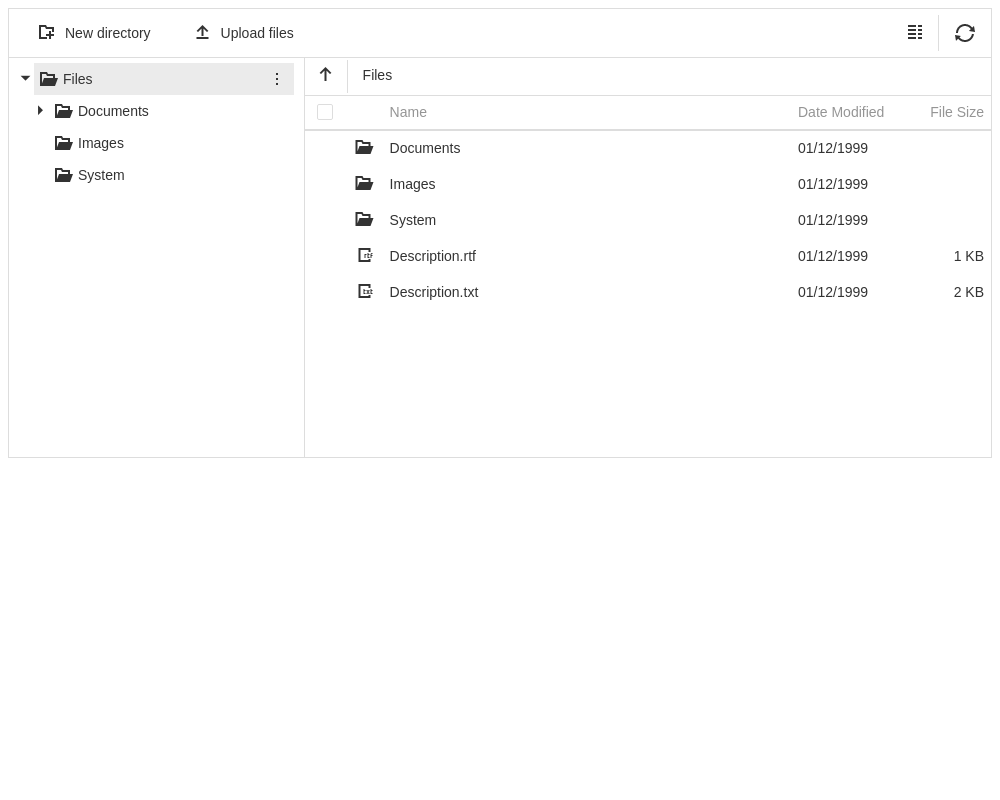 New directory Upload files
Files
Documents
Images
System
Files
Name Date Modified File Size
Documents 01/12/1999
Images 01/12/1999
System 01/12/1999
rtf Description.rtf 01/12/1999 1 KB
txt Description.txt 01/12/1999 2 KB